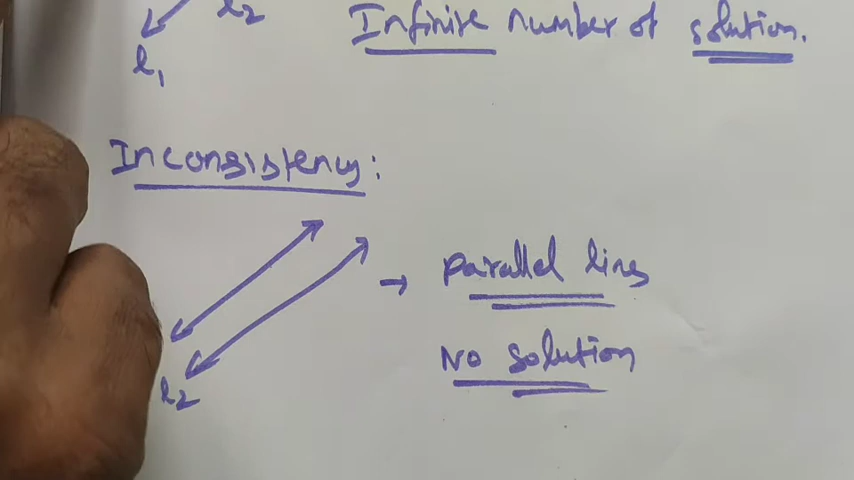 l2
Infinite number of solution.
l1
Inconsistency:
→ parallel lines
No solution
l2